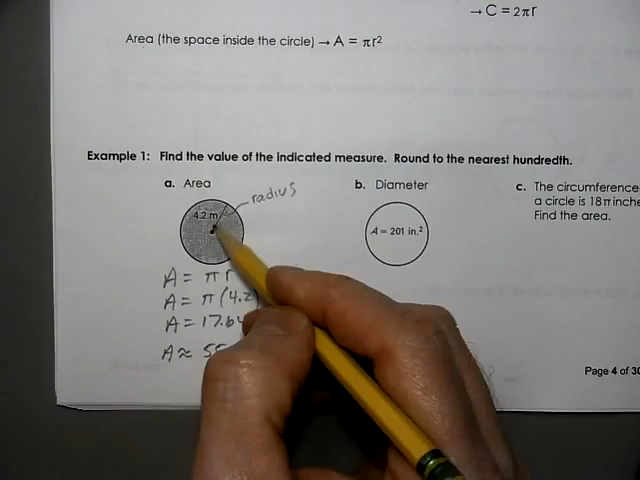 → C = 2πr
Area (the space inside the circle) → A = πr²
Example 1: Find the value of the indicated measure. Round to the nearest hundredth.
a. Area
b. Diameter
c. The circumference
a circle is 18π inche
Find the area.
radius
4.2 m
A = 201 in.²
A = π r
A = π (4.2)
A = 17.64
A ≈ 55
Page 4 of 30